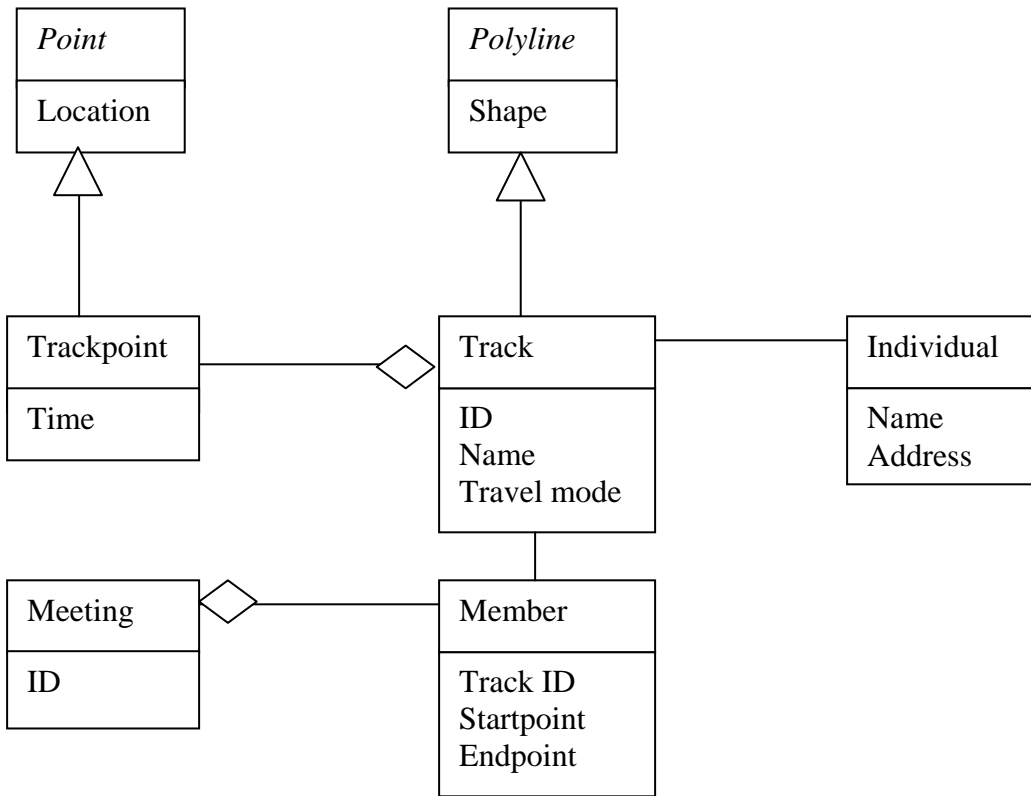 Point
Location
Polyline
Shape
Trackpoint
Time
Track
ID
Name
Travel mode
Individual
Name
Address
Meeting
ID
Member
Track ID
Startpoint
Endpoint